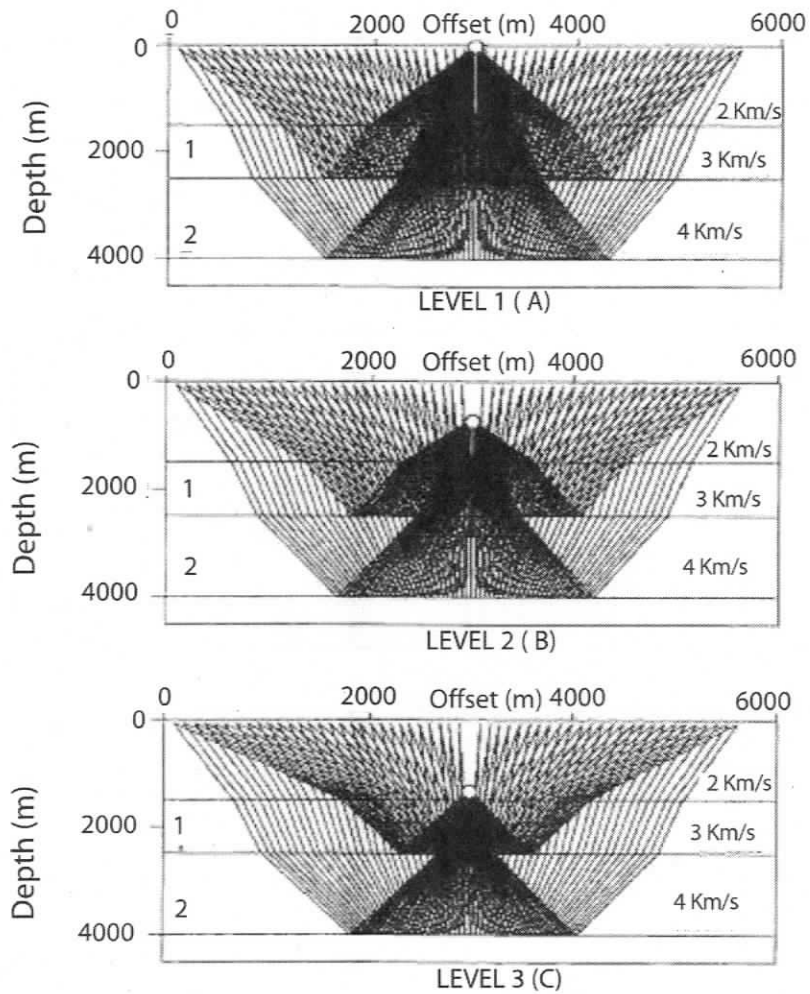 0 2000 Offset (m) 4000 6000
0
2 Km/s
Depth (m)
2000 1 3 Km/s
2 4 Km/s
4000
LEVEL 1 ( A)
0 2000 Offset (m) 4000 6000
0
2 Km/s
Depth (m)
2000 1 3 Km/s
2 4 Km/s
4000
LEVEL 2 ( B)
0 2000 Offset (m) 4000 6000
0
2 Km/s
Depth (m)
2000 1 3 Km/s
2 4 Km/s
4000
LEVEL 3 (C)